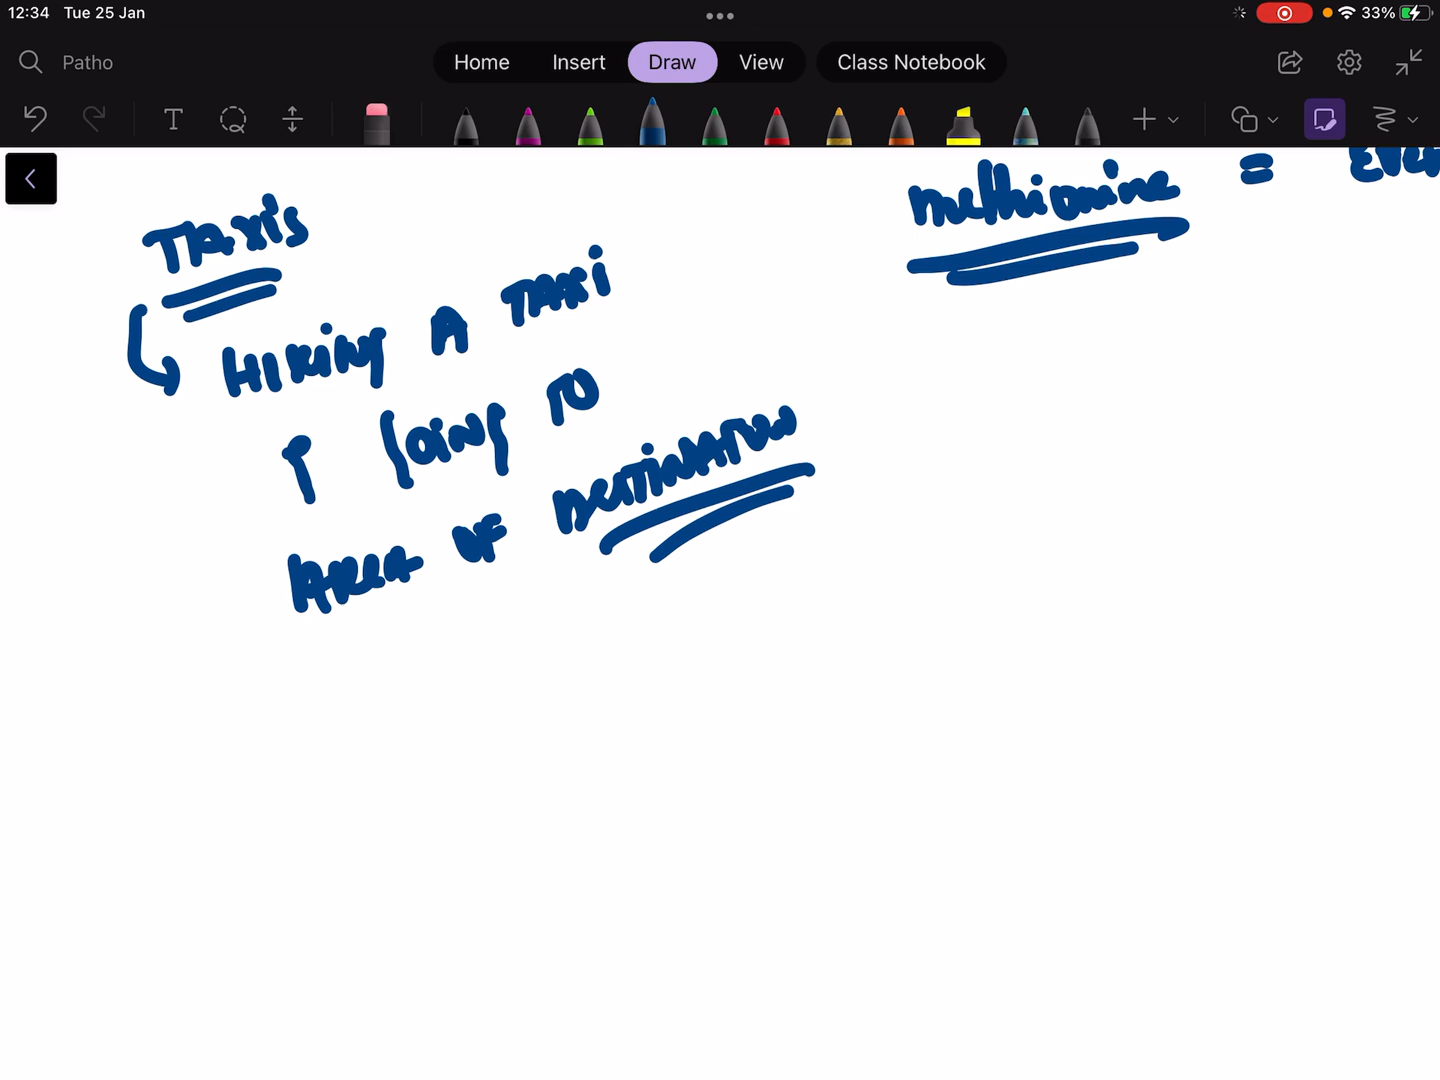 12:34 Tue 25 Jan
33%
Patho
Home Insert Draw View Class Notebook
Taxis
methionine =
HIRing A TAXi
going TO
AREA OF DESTINATION